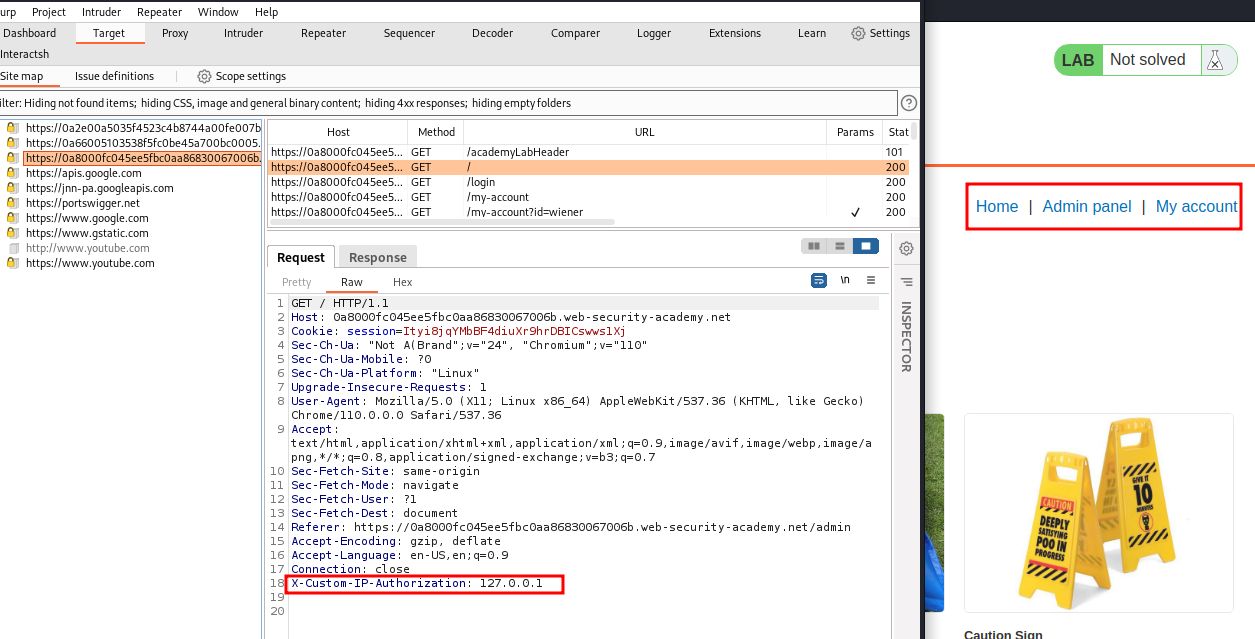 urp Project Intruder Repeater Window Help
Dashboard Target Proxy Intruder Repeater Sequencer Decoder Comparer Logger Extensions Learn Settings
Interactsh
Site map Issue definitions Scope settings
ilter: Hiding not found items; hiding CSS, image and general binary content; hiding 4xx responses; hiding empty folders
https://0a2e00a5035f4523c4b8744a00fe007b
https://0a66005103538f5fc0be45a700bc0005.
https://0a8000fc045ee5fbc0aa86830067006b.
https://apis.google.com
https://jnn-pa.googleapis.com
https://portswigger.net
https://www.google.com
https://www.gstatic.com
http://www.youtube.com
https://www.youtube.com
Host Method URL Params Stat
https://0a8000fc045ee5... GET /academyLabHeader 101
https://0a8000fc045ee5... GET / 200
https://0a8000fc045ee5... GET /login 200
https://0a8000fc045ee5... GET /my-account 200
https://0a8000fc045ee5... GET /my-account?id=wiener ✓ 200
Request Response
Pretty Raw Hex \n
1 GET / HTTP/1.1
2 Host: 0a8000fc045ee5fbc0aa86830067006b.web-security-academy.net
3 Cookie: session=Ityi8jqYMbBF4diuXr9hrDBICswws1Xj
4 Sec-Ch-Ua: "Not A(Brand";v="24", "Chromium";v="110"
5 Sec-Ch-Ua-Mobile: ?0
6 Sec-Ch-Ua-Platform: "Linux"
7 Upgrade-Insecure-Requests: 1
8 User-Agent: Mozilla/5.0 (X11; Linux x86_64) AppleWebKit/537.36 (KHTML, like Gecko)
Chrome/110.0.0.0 Safari/537.36
9 Accept:
text/html,application/xhtml+xml,application/xml;q=0.9,image/avif,image/webp,image/a
png,*/*;q=0.8,application/signed-exchange;v=b3;q=0.7
10 Sec-Fetch-Site: same-origin
11 Sec-Fetch-Mode: navigate
12 Sec-Fetch-User: ?1
13 Sec-Fetch-Dest: document
14 Referer: https://0a8000fc045ee5fbc0aa86830067006b.web-security-academy.net/admin
15 Accept-Encoding: gzip, deflate
16 Accept-Language: en-US,en;q=0.9
17 Connection: close
18 X-Custom-IP-Authorization: 127.0.0.1
19
20
INSPECTOR
LAB Not solved
Home | Admin panel | My account
CAUTION
DEEPLY
SATISFYING
POO IN
PROGRESS
GIVE IT
10
MINUTES
Caution Sign